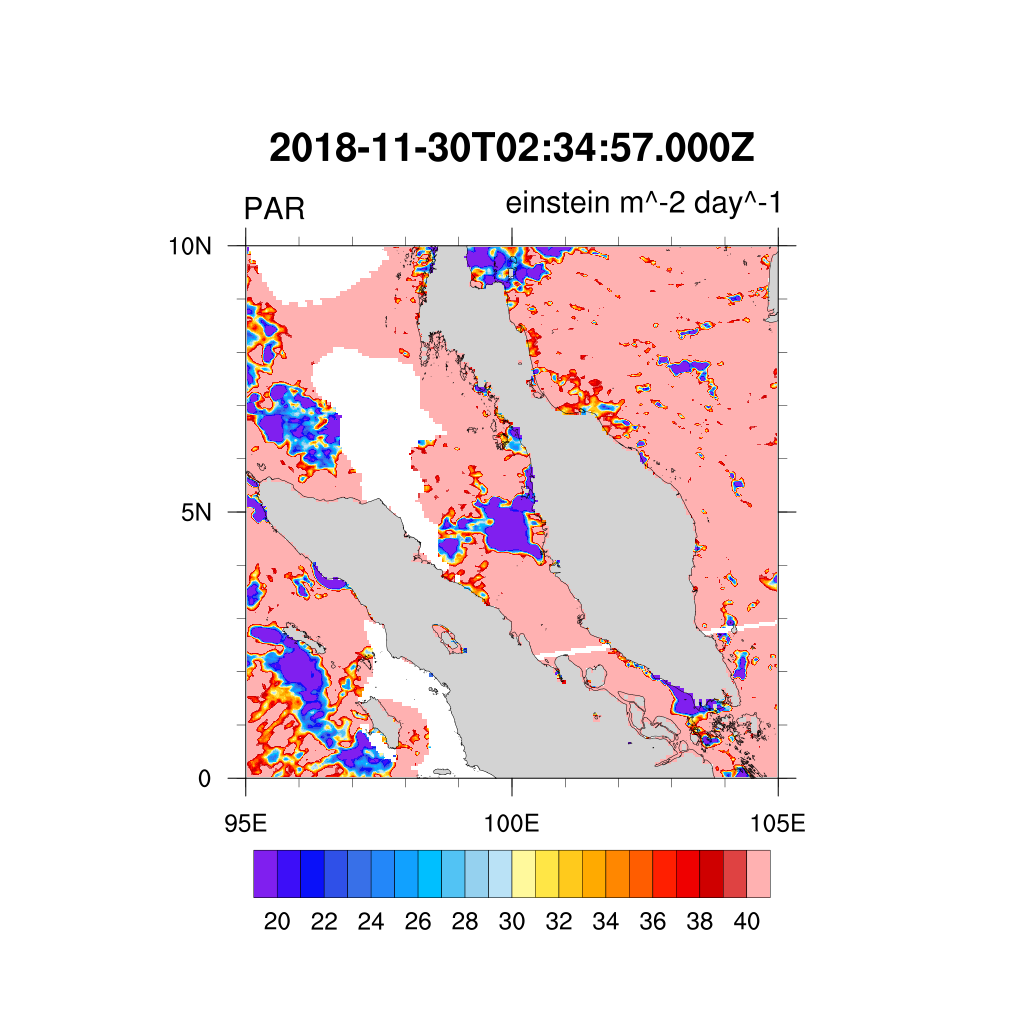 2018-11-30T02:34:57.000Z
PAR einstein m^-2 day^-1
10N
5N
0
95E 100E 105E
20 22 24 26 28 30 32 34 36 38 40